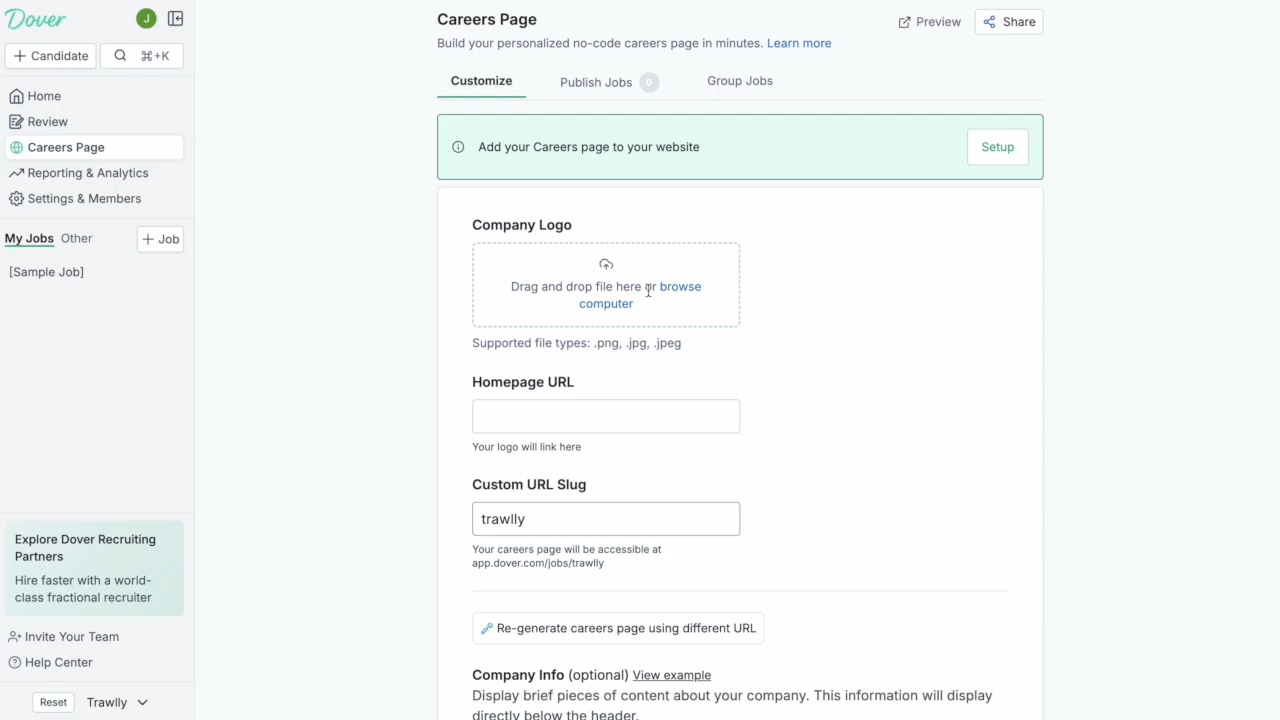 Dover
J
Candidate
⌘+K
Home
Review
Careers Page
Reporting & Analytics
Settings & Members
My Jobs Other
Job
[Sample Job]
Explore Dover Recruiting
Partners
Hire faster with a world-
class fractional recruiter
Invite Your Team
Help Center
Reset Trawlly
Careers Page
Preview
Share
Build your personalized no-code careers page in minutes. Learn more
Customize
Publish Jobs 0
Group Jobs
Add your Careers page to your website
Setup
Company Logo
Drag and drop file here or browse
computer
Supported file types: .png, .jpg, .jpeg
Homepage URL
Your logo will link here
Custom URL Slug
trawlly
Your careers page will be accessible at
app.dover.com/jobs/trawlly
Re-generate careers page using different URL
Company Info (optional) View example
Display brief pieces of content about your company. This information will display
directly below the header.